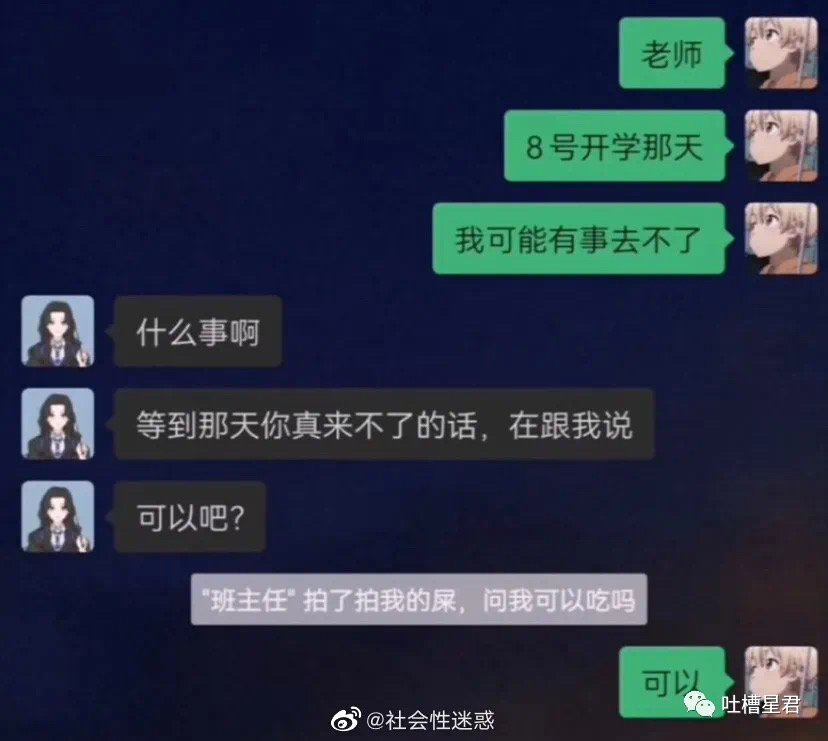 老师
8号开学那天
我可能有事去不了
什么事啊
等到那天你真来不了的话，在跟我说
可以吧？
"班主任" 拍了拍我的屎，问我可以吃吗
可以
吐槽星君
@社会性迷惑